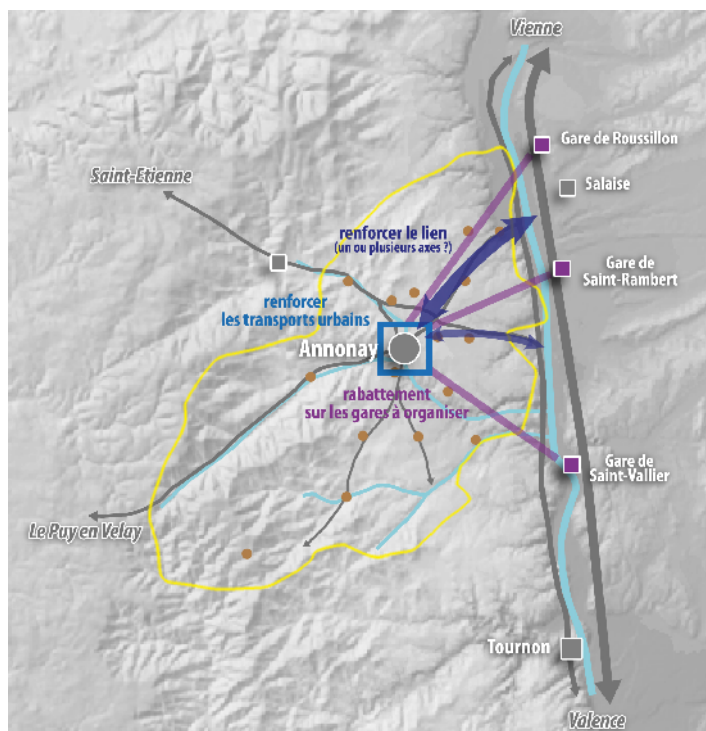 Vienne
Gare de Roussillon
Saint-Etienne
Salaise
renforcer le lien
(un ou plusieurs axes ?)
Gare de
Saint-Rambert
renforcer
les transports urbains
Annonay
rabattement
sur les gares à organiser
Gare de
Saint-Vallier
Le Puy en Velay
Tournon
Valence